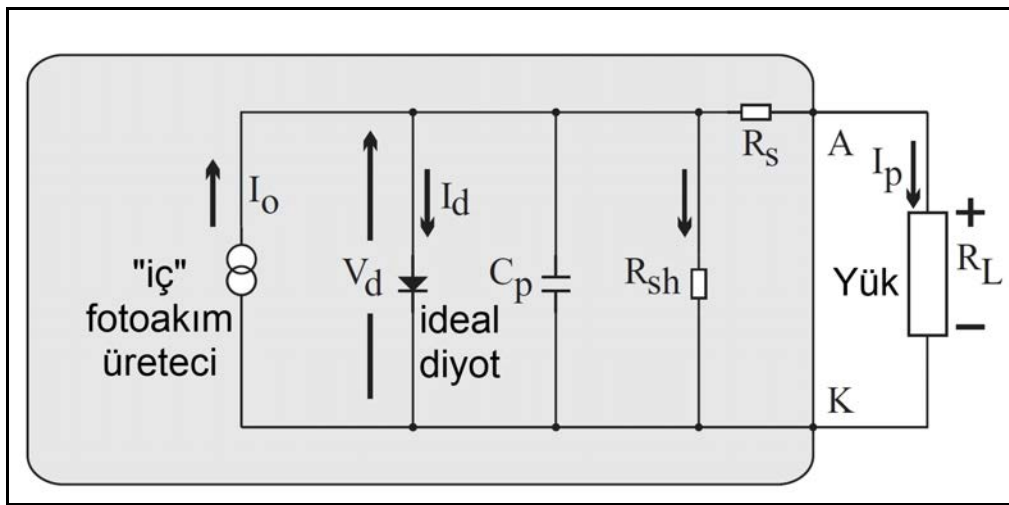 I_o
"iç"
fotoakım
üreteci
V_d
I_d
ideal
diyot
C_p
R_sh
R_s
A
I_p
+
R_L
Yük
−
K